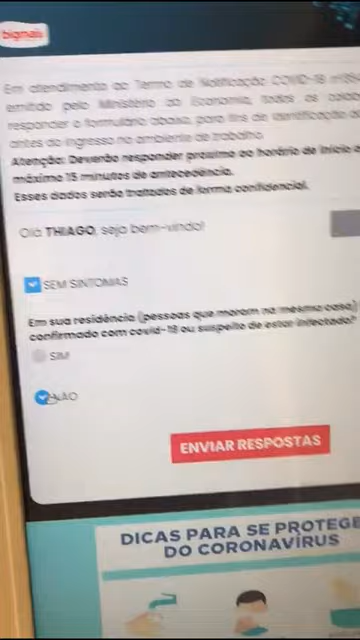 bigmais
Em atendimento ao Termo de Notificação COVID-19
emitido pelo Ministério da Economia, todos os
responder o formulário abaixo, para fins de identificação
antes do ingresso no ambiente de trabalho
Atenção: Deverão responder próximo ao horário de início
máximo 15 minutos de antecedência.
Esses dados serão tratados de forma confidencial.
Olá THIAGO, seja bem-vindo!
SEM SINTOMAS
Em sua residência (pessoas que moram na mesma casa)
confirmado com covid-19 ou suspeito de estar infectado?
SIM
NÃO
ENVIAR RESPOSTAS
DICAS PARA SE PROTEGE
DO CORONAVÍRUS